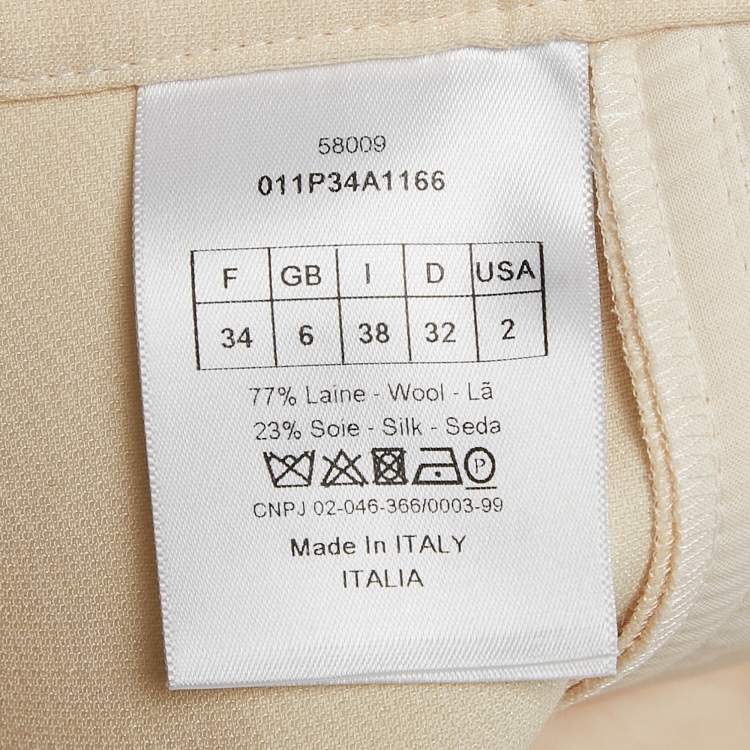 58009
011P34A1166
F GB I D USA
34 6 38 32 2
77% Laine - Wool - Lã
23% Soie - Silk - Seda
P
CNPJ 02-046-366/0003-99
Made In ITALY
ITALIA